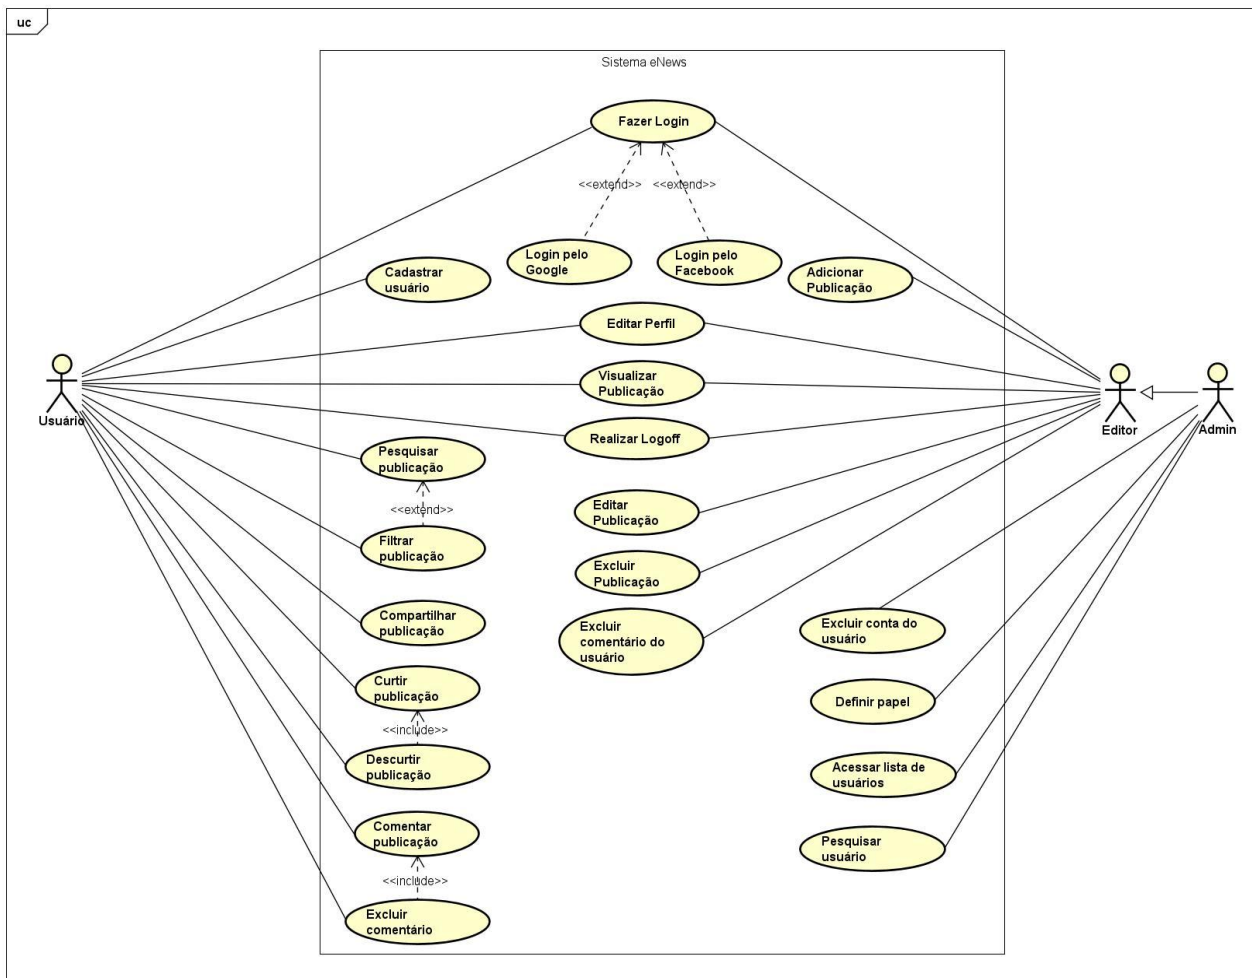 uc
Sistema eNews
Fazer Login
<<extend>>
<<extend>>
Login pelo
Google
Login pelo
Facebook
Cadastrar
usuário
Adicionar
Publicação
Editar Perfil
Visualizar
Publicação
Realizar Logoff
Usuário
Editor
Admin
Pesquisar
publicação
<<extend>>
Filtrar
publicação
Editar
Publicação
Excluir
Publicação
Compartilhar
publicação
Excluir
comentário do
usuário
Excluir conta do
usuário
Curtir
publicação
Definir papel
<<include>>
Descurtir
publicação
Acessar lista de
usuários
Comentar
publicação
Pesquisar
usuário
<<include>>
Excluir
comentário